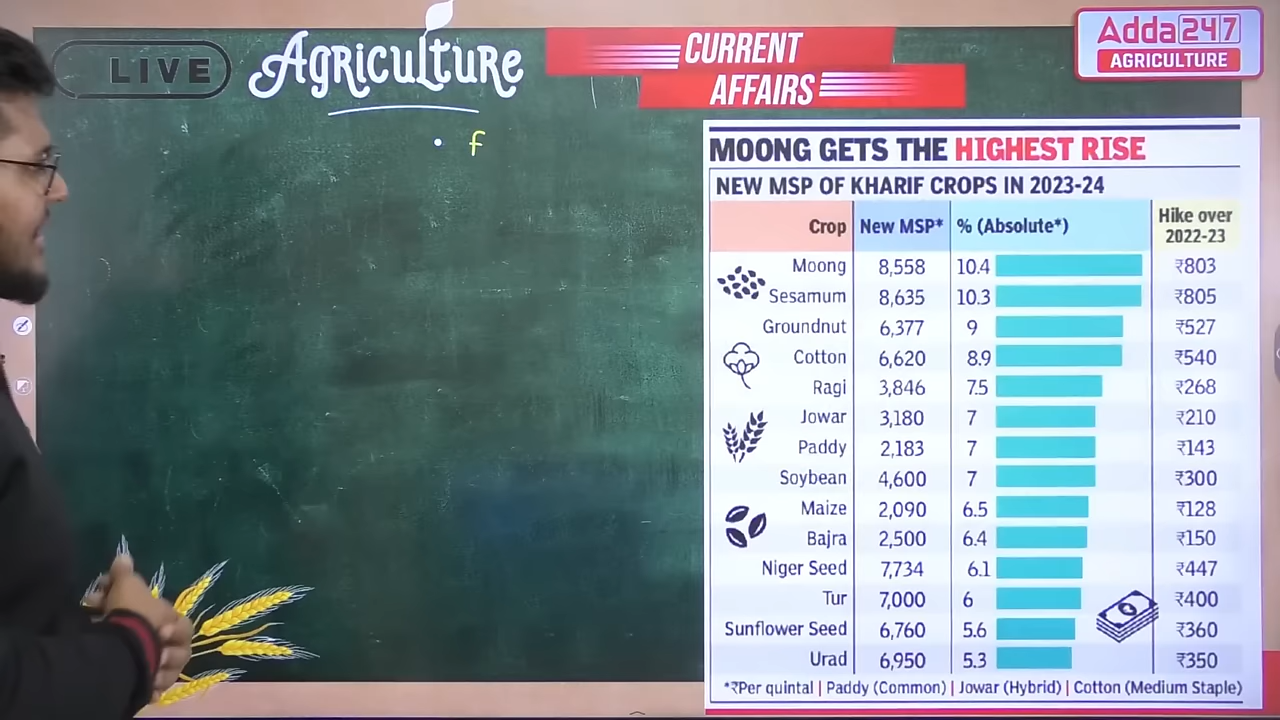 LIVE
Agriculture
CURRENT
AFFAIRS
Adda247
AGRICULTURE
f
MOONG GETS THE HIGHEST RISE
NEW MSP OF KHARIF CROPS IN 2023-24
Crop New MSP* % (Absolute*) Hike over 2022-23
Moong 8,558 10.4 ₹803
Sesamum 8,635 10.3 ₹805
Groundnut 6,377 9 ₹527
Cotton 6,620 8.9 ₹540
Ragi 3,846 7.5 ₹268
Jowar 3,180 7 ₹210
Paddy 2,183 7 ₹143
Soybean 4,600 7 ₹300
Maize 2,090 6.5 ₹128
Bajra 2,500 6.4 ₹150
Niger Seed 7,734 6.1 ₹447
Tur 7,000 6 ₹400
Sunflower Seed 6,760 5.6 ₹360
Urad 6,950 5.3 ₹350
*₹Per quintal | Paddy (Common) | Jowar (Hybrid) | Cotton (Medium Staple)